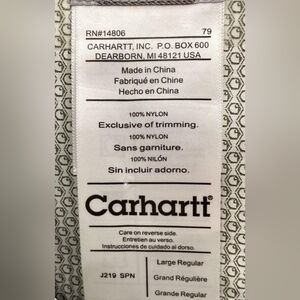 RN#14806 79
CARHARTT, INC. P.O. BOX 600
DEARBORN, MI 48121 USA
Made in China
Fabriqué en Chine
Hecho en China
100% NYLON
Exclusive of trimming.
100% NYLON
Sans garniture.
100% NILÓN
Sin incluir adorno.
Carhartt
Care on reverse side.
Entretien au verso.
Instrucciones de cuidado al dorso.
J219 SPN
Large Regular
Grand Régulière
Grande Regular